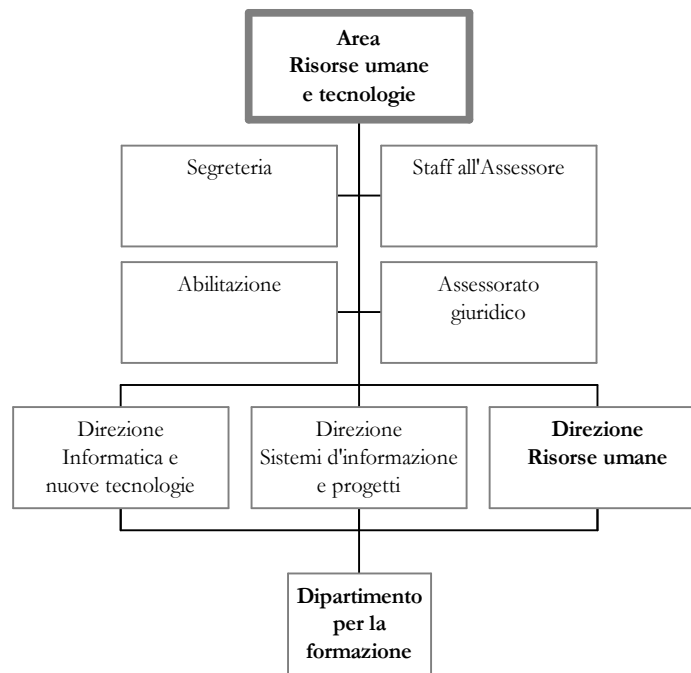 Area
Risorse umane
e tecnologie
Segreteria
Staff all'Assessore
Abilitazione
Assessorato
giuridico
Direzione
Informatica e
nuove tecnologie
Direzione
Sistemi d'informazione
e progetti
Direzione
Risorse umane
Dipartimento
per la
formazione